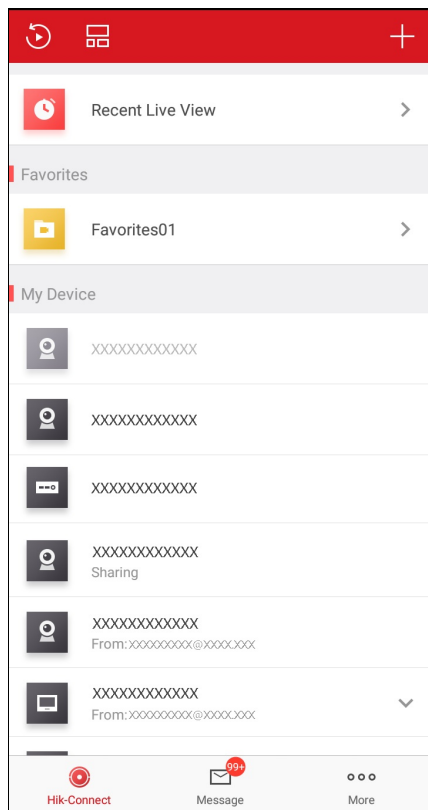 Recent Live View
Favorites
Favorites01
My Device
XXXXXXXXXXXX
XXXXXXXXXXXX
XXXXXXXXXXXX
XXXXXXXXXXXX
Sharing
XXXXXXXXXXXX
From:XXXXXXXXX@XXXX.XXX
XXXXXXXXXXXX
From:XXXXXXXXX@XXXX.XXX
99+
Hik-Connect
Message
More